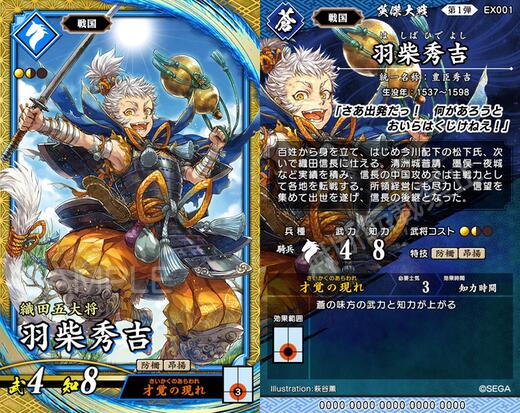 戦国
SAMPLE
織田五大将
羽柴秀吉
防柵 昂揚
武4 知8
さいかくのあらわれ
才覚の現れ
3
蒼
戦国
英傑大戦
第1弾
EX001
はしばひでよし
羽柴秀吉
統一名称:豊臣秀吉
生没年:1537〜1598
「さあ出発だっ! 何があろうと
おいらはくじけねえ!」
百姓から身を立て、はじめ今川配下の松下氏、次
いで織田信長に仕える。清洲城普請、墨俣一夜城
など実績を積み、信長の中国攻めでは主戦力とし
て各地を転戦する。所領経営にも尽力し、信望を
集めて出世を遂げ、信長の後継となった。
兵種 武力 知力 武将コスト
騎兵 4 8 特技 防柵 昂揚
さいかくのあらわれ 必要士気 効果時間
才覚の現れ 3 知力時間
蒼の味方の武力と知力が上がる
効果範囲
Illustration:萩谷薫
©SEGA
0000 0000 0000 0000 0000